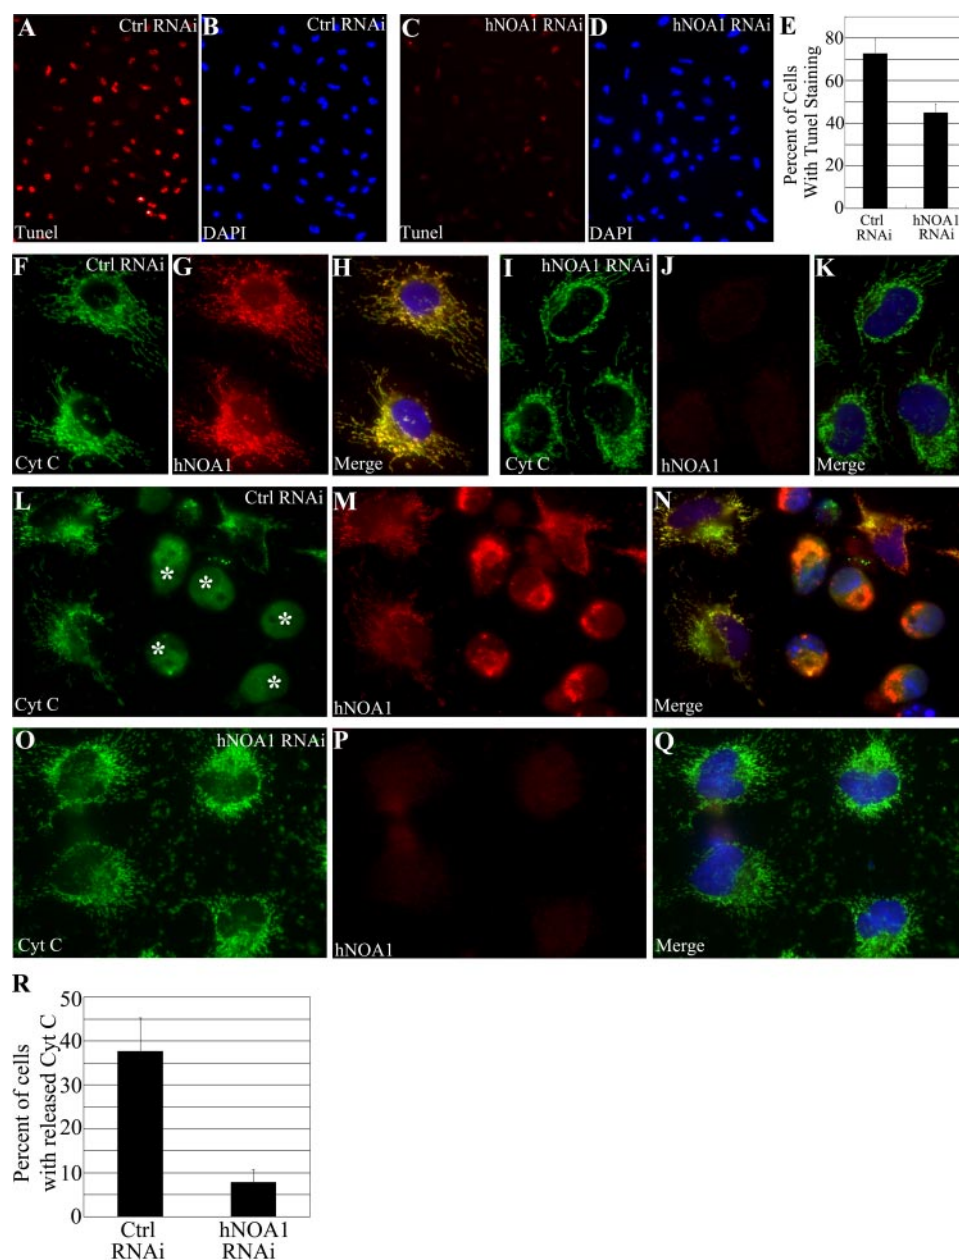 A Ctrl RNAi
Tunel
B Ctrl RNAi
DAPI
C hNOA1 RNAi
Tunel
D hNOA1 RNAi
DAPI
E
Percent of Cells
With Tunel Staining
80
60
40
20
0
Ctrl
RNAi
hNOA1
RNAi
F Ctrl RNAi
Cyt C
G
hNOA1
H
Merge
I hNOA1 RNAi
Cyt C
J
hNOA1
K
Merge
L Ctrl RNAi
* * * * *
Cyt C
M
hNOA1
N
Merge
O hNOA1 RNAi
Cyt C
P
hNOA1
Q
Merge
R
Percent of cells
with released Cyt C
50
40
30
20
10
0
Ctrl
RNAi
hNOA1
RNAi